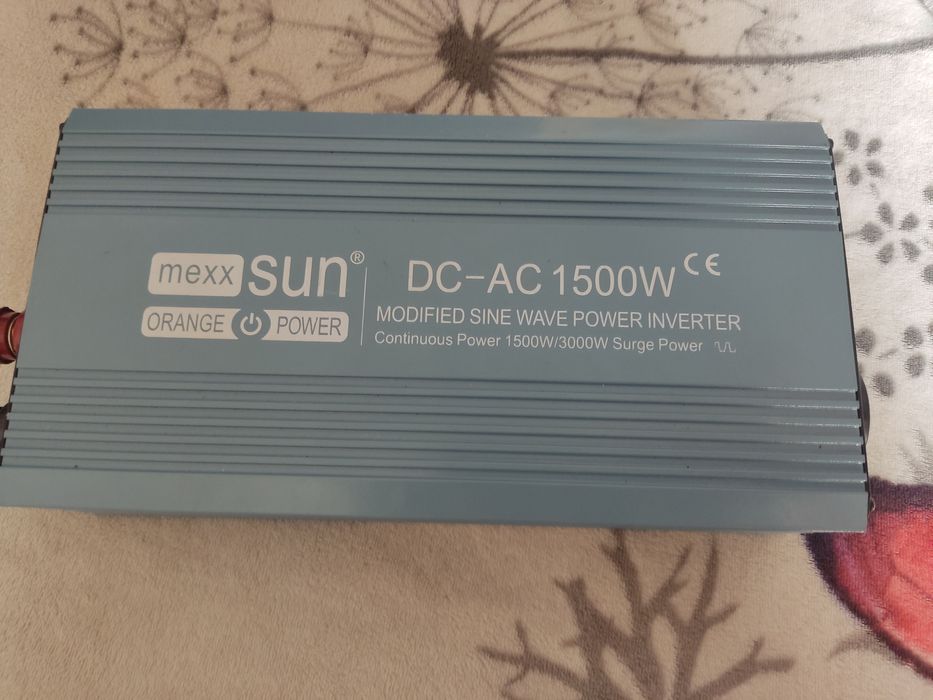 mexx sun®
ORANGE POWER
DC-AC 1500W CE
MODIFIED SINE WAVE POWER INVERTER
Continuous Power 1500W/3000W Surge Power